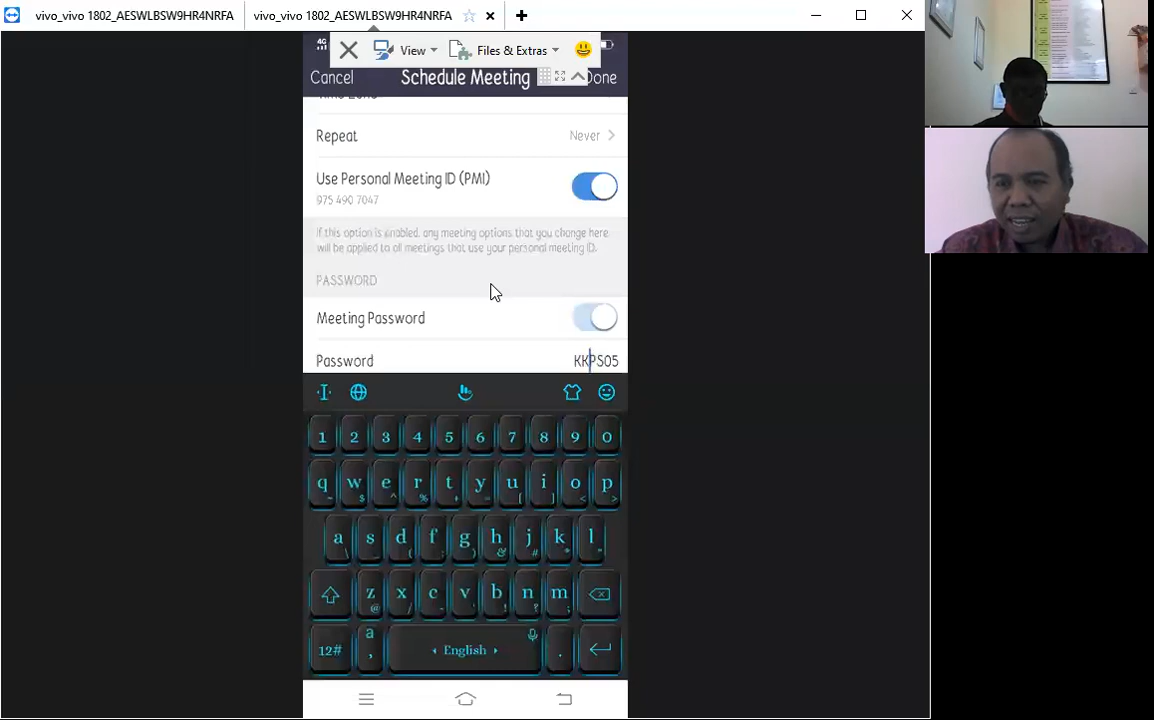 vivo_vivo 1802_AESWLBSW9HR4NRFA
vivo_vivo 1802_AESWLBSW9HR4NRFA
View
Files & Extras
4G
Cancel
Schedule Meeting
Done
Time Zone
Repeat
Never
Use Personal Meeting ID (PMI)
975 490 7047
If this option is enabled, any meeting options that you change here
will be applied to all meetings that use your personal meeting ID.
PASSWORD
Meeting Password
Password
KKPS05
1 2 3 4 5 6 7 8 9 0
q w e r t y u i o p
~ $ ^ % + = [ ] < >
a s d f g h j k l
\ _ ( : ) & # * "
z x c v b n m
@ / - ' ! ? ;
12# a , English .